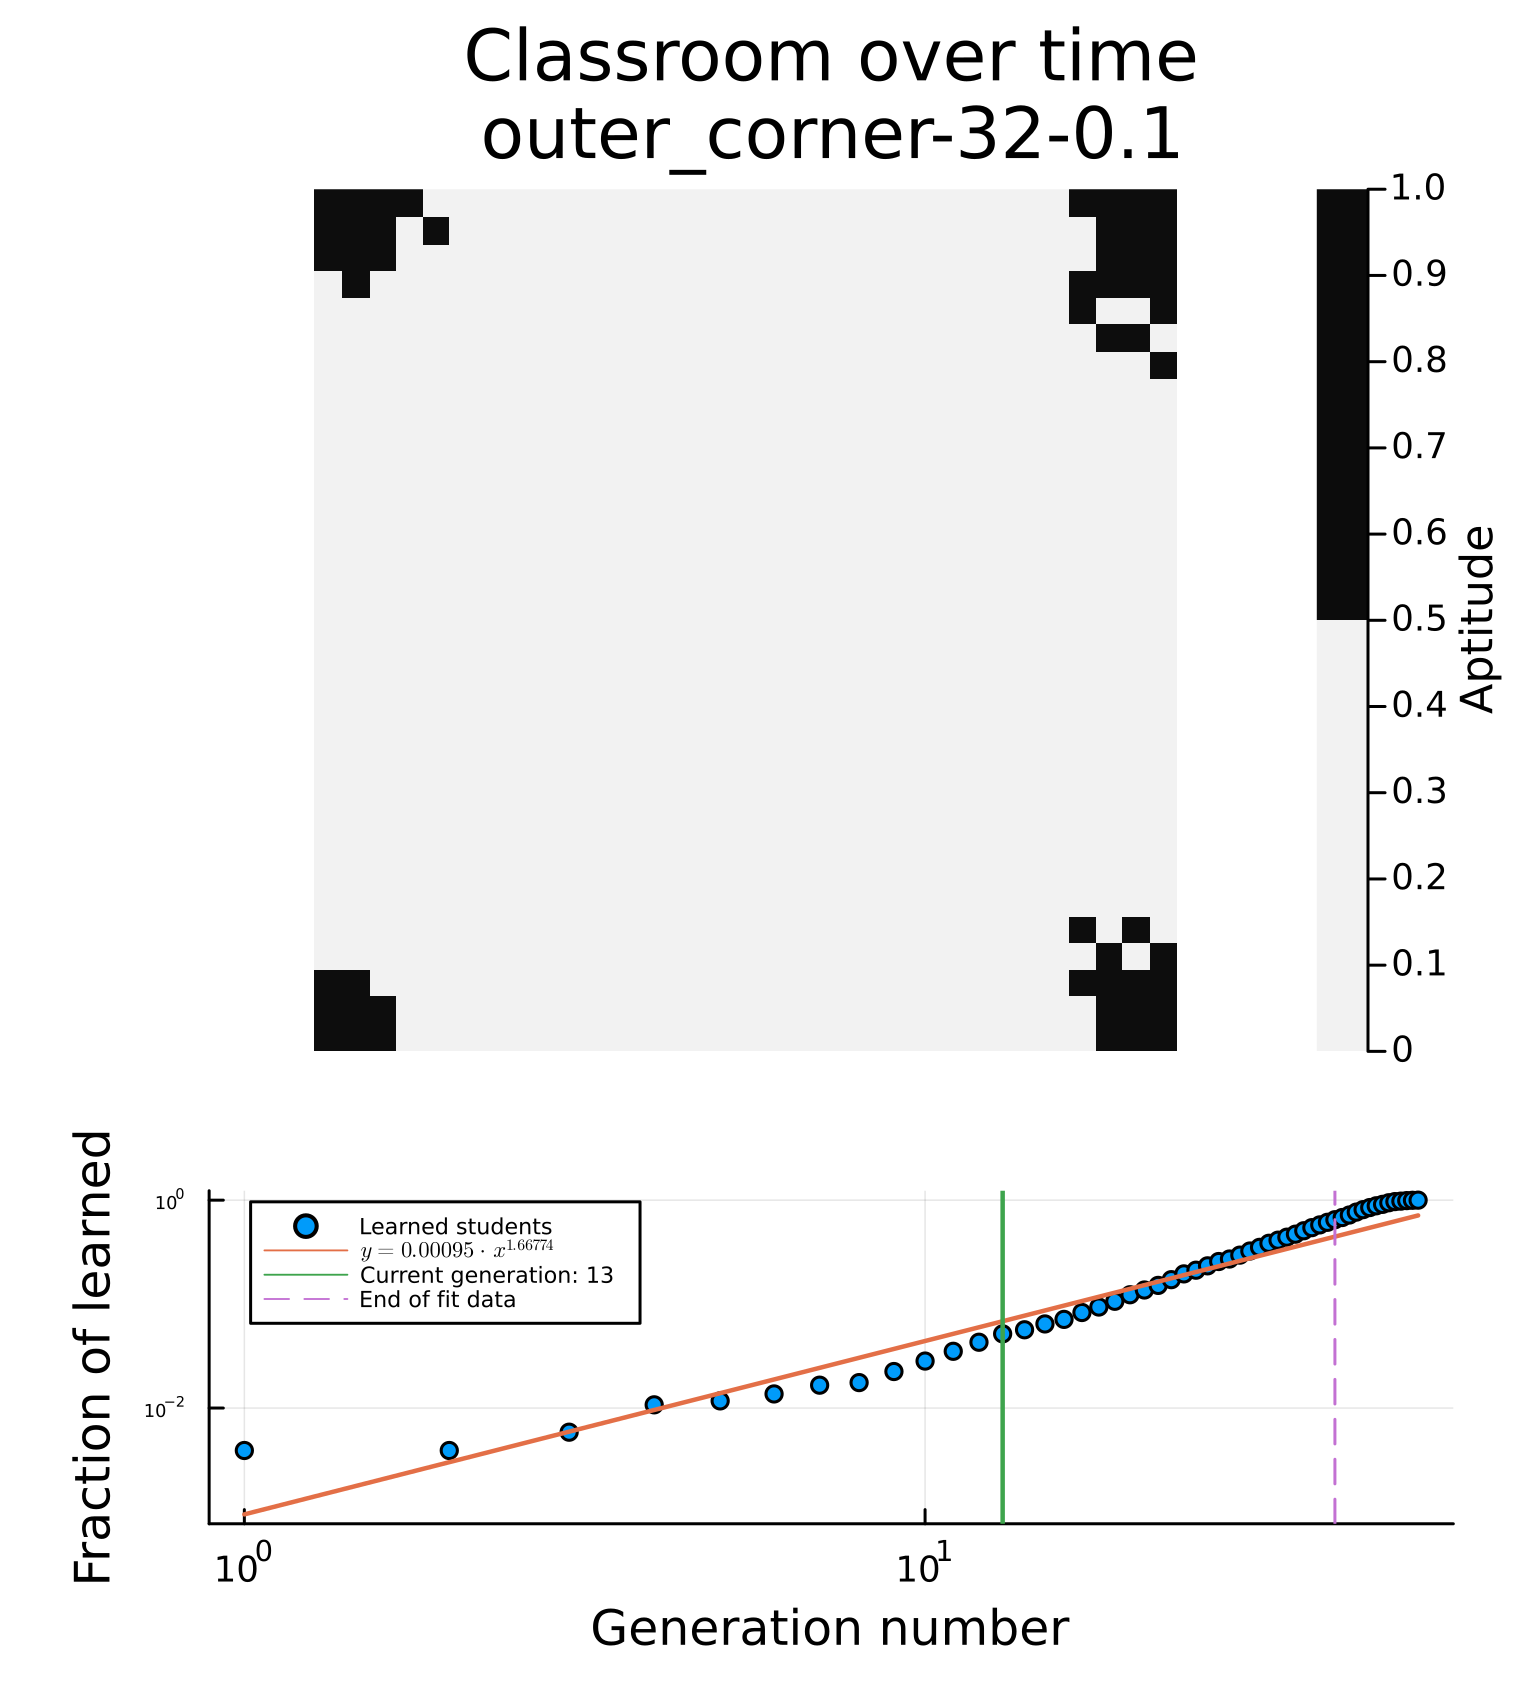 Classroom over time
outer_corner-32-0.1
1.0
0.9
0.8
0.7
0.6
0.5
0.4
0.3
0.2
0.1
0
Aptitude
Fraction of learned
10^0
10^-2
Learned students
y = 0.00095 · x^1.66774
Current generation: 13
End of fit data
10^0
10^1
Generation number